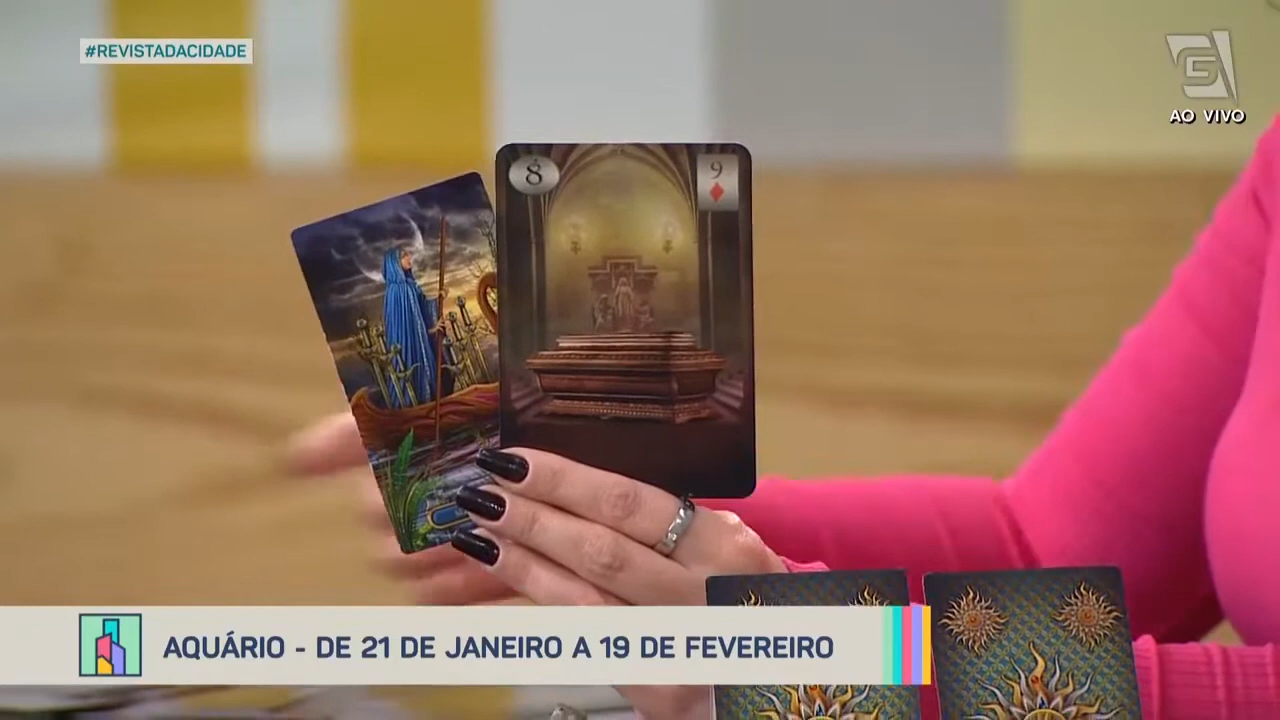 #REVISTADACIDADE
G
AO VIVO
8
9
AQUÁRIO - DE 21 DE JANEIRO A 19 DE FEVEREIRO